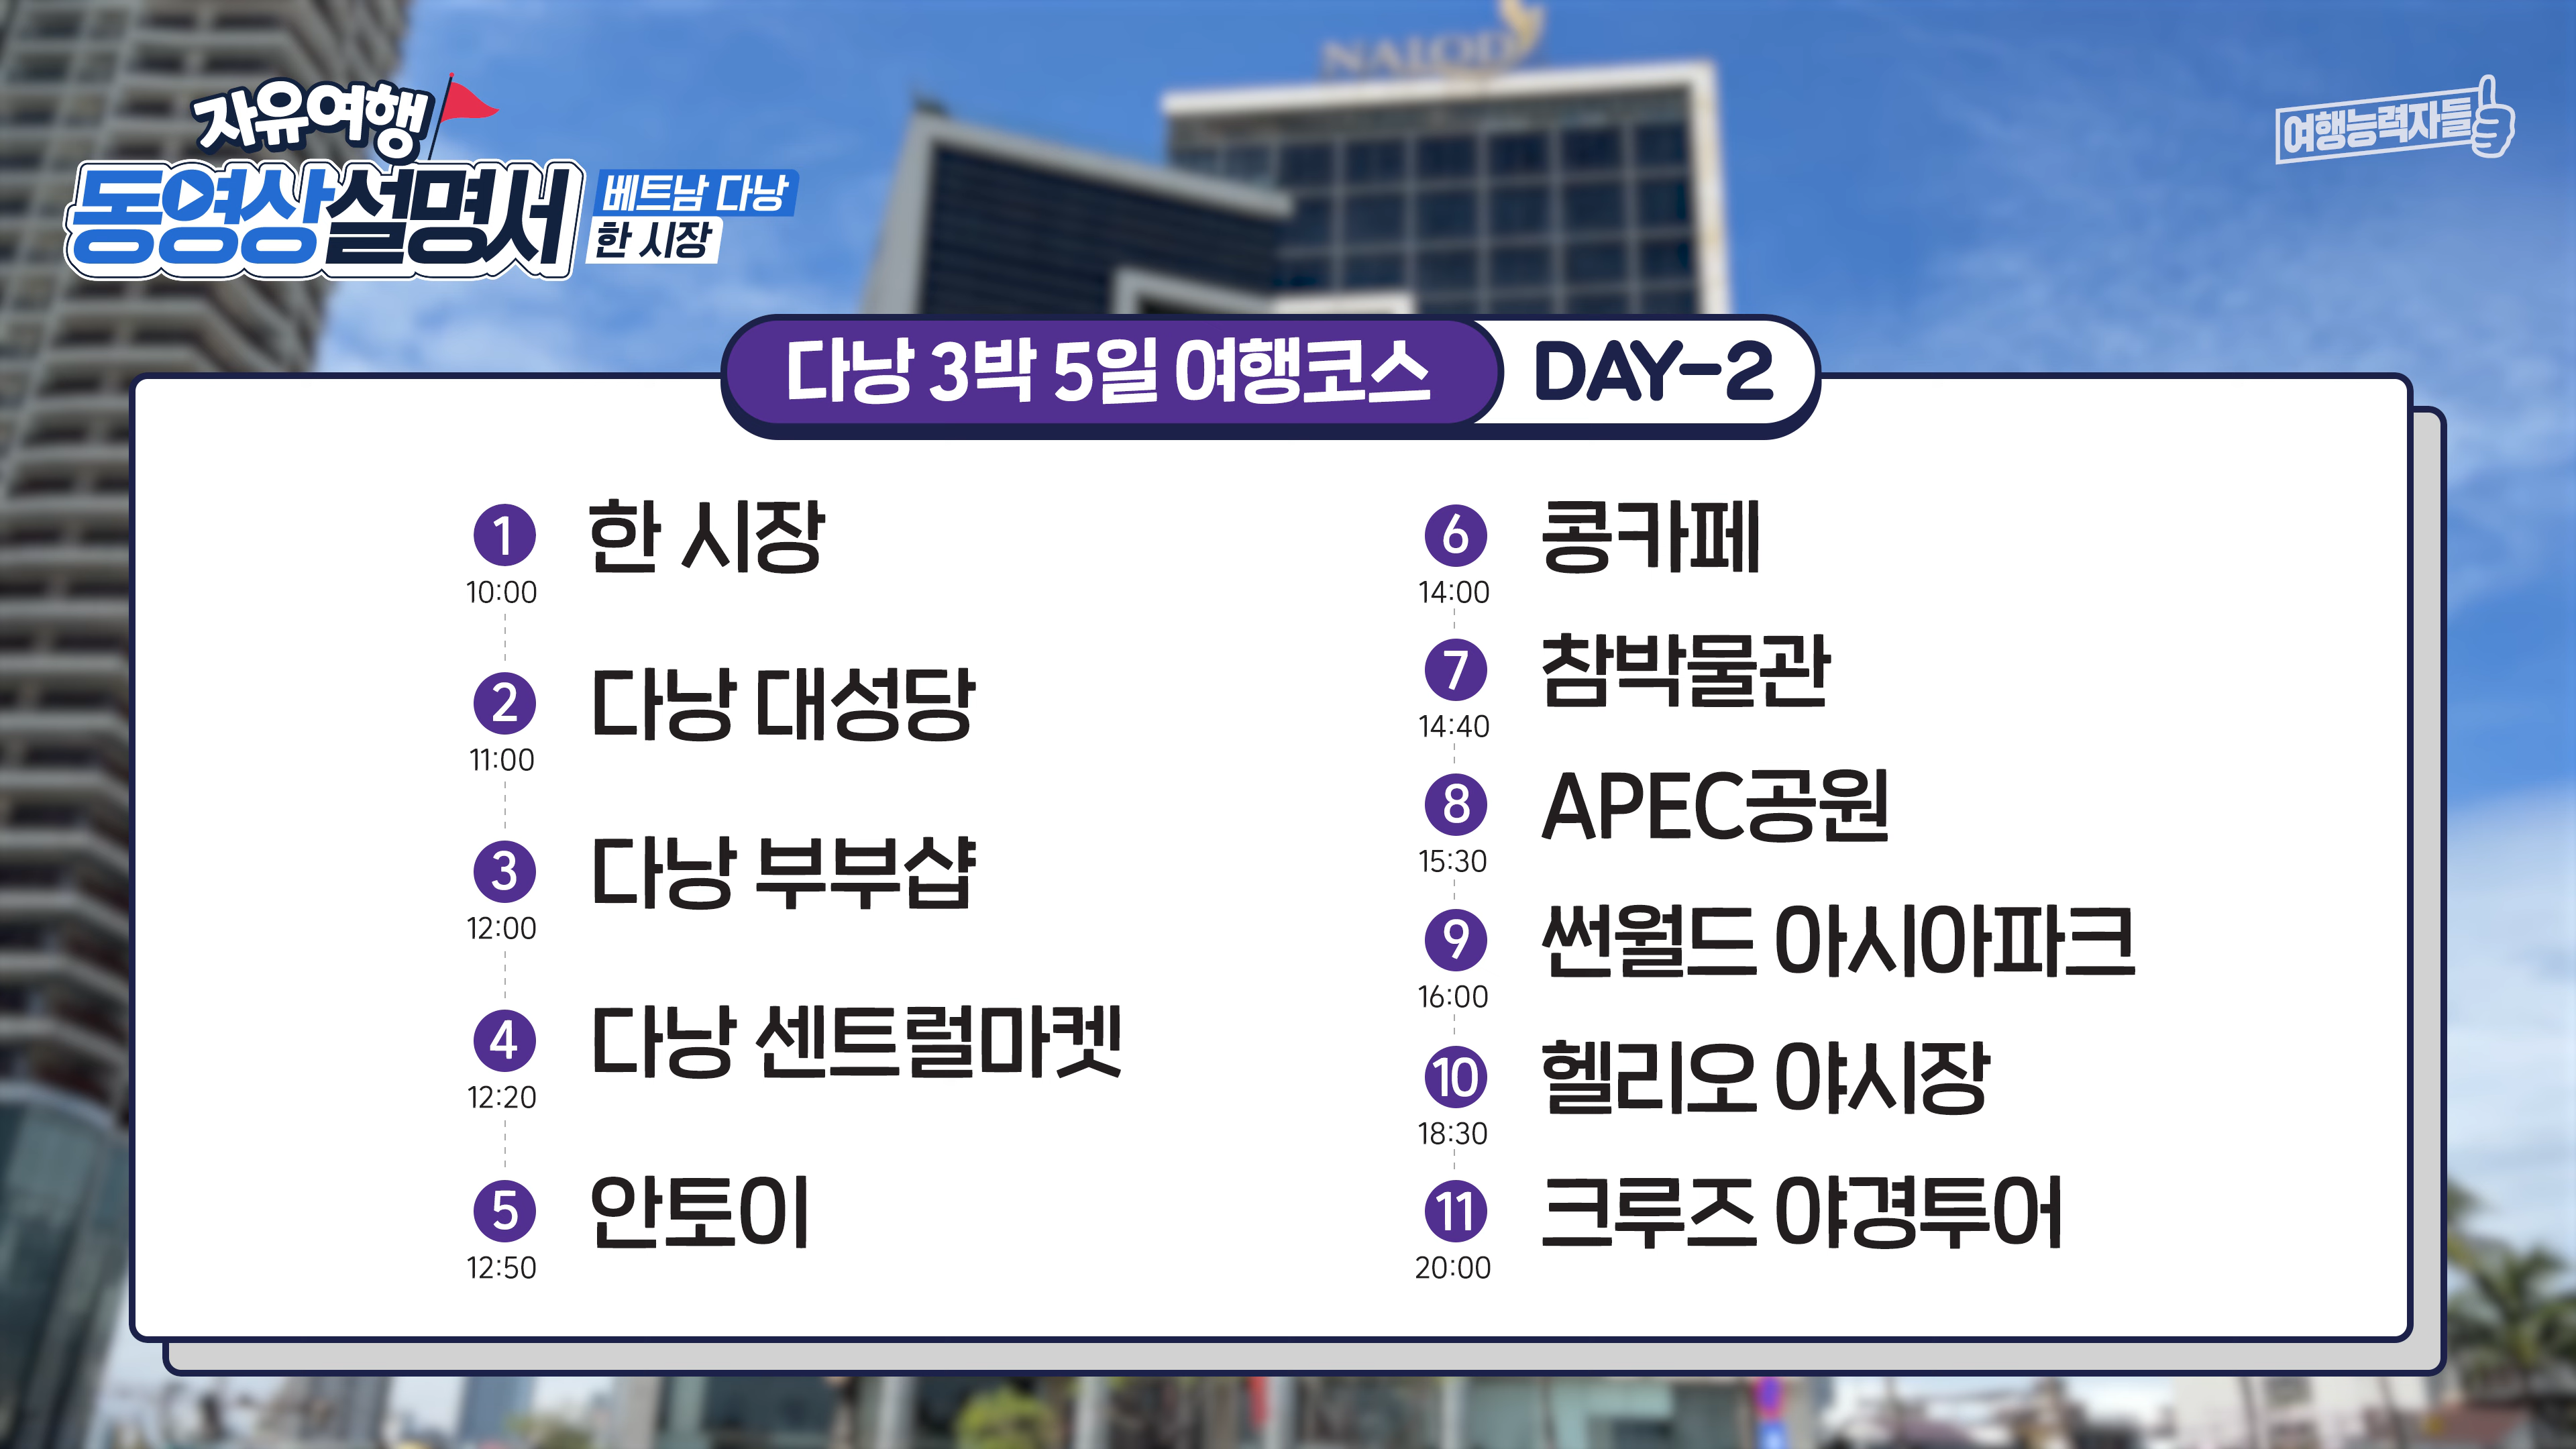 자유여행
동영상설명서
베트남 다낭
한 시장
여행능력자들
NALOD
다낭 3박 5일 여행코스 DAY-2
1 한 시장
10:00
2 다낭 대성당
11:00
3 다낭 부부샵
12:00
4 다낭 센트럴마켓
12:20
5 안토이
12:50
6 콩카페
14:00
7 참박물관
14:40
8 APEC공원
15:30
9 썬월드 아시아파크
16:00
10 헬리오 야시장
18:30
11 크루즈 야경투어
20:00